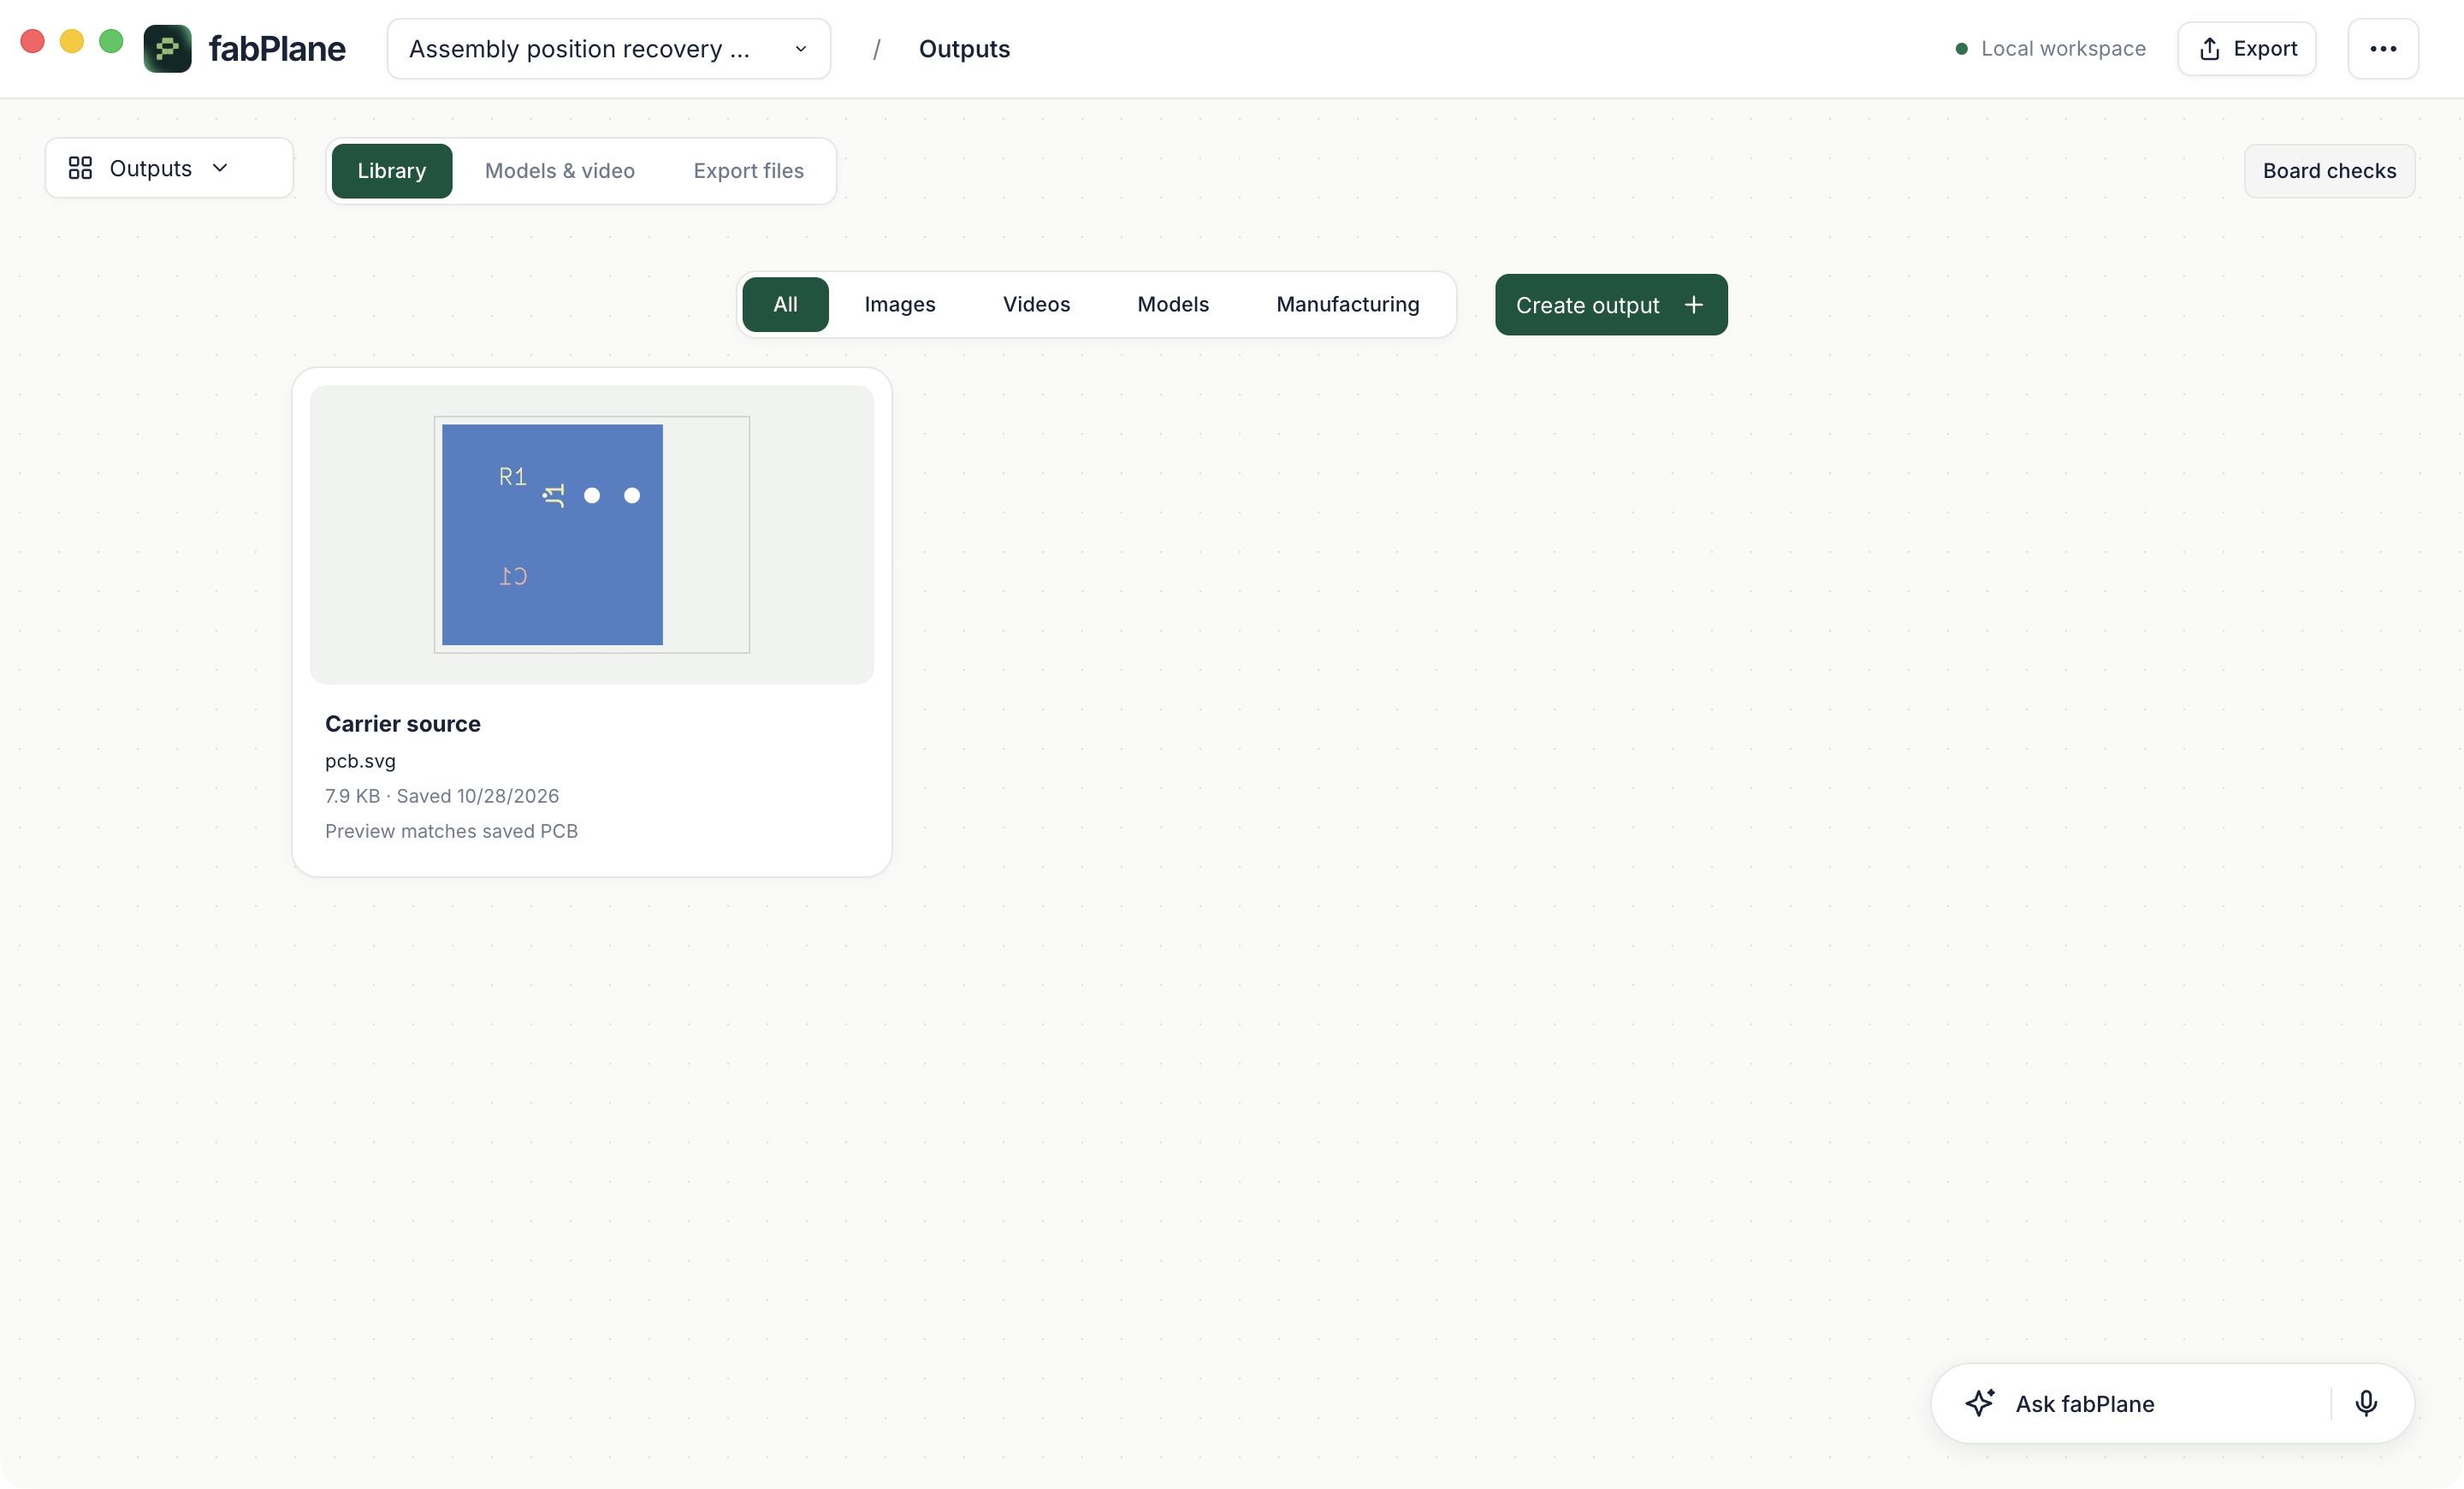 fabPlane
Assembly position recovery ...
/
Outputs
Local workspace
Export
Outputs
Library
Models & video
Export files
Board checks
All
Images
Videos
Models
Manufacturing
Create output
R1
J1
C1
Carrier source
pcb.svg
7.9 KB · Saved 10/28/2026
Preview matches saved PCB
Ask fabPlane